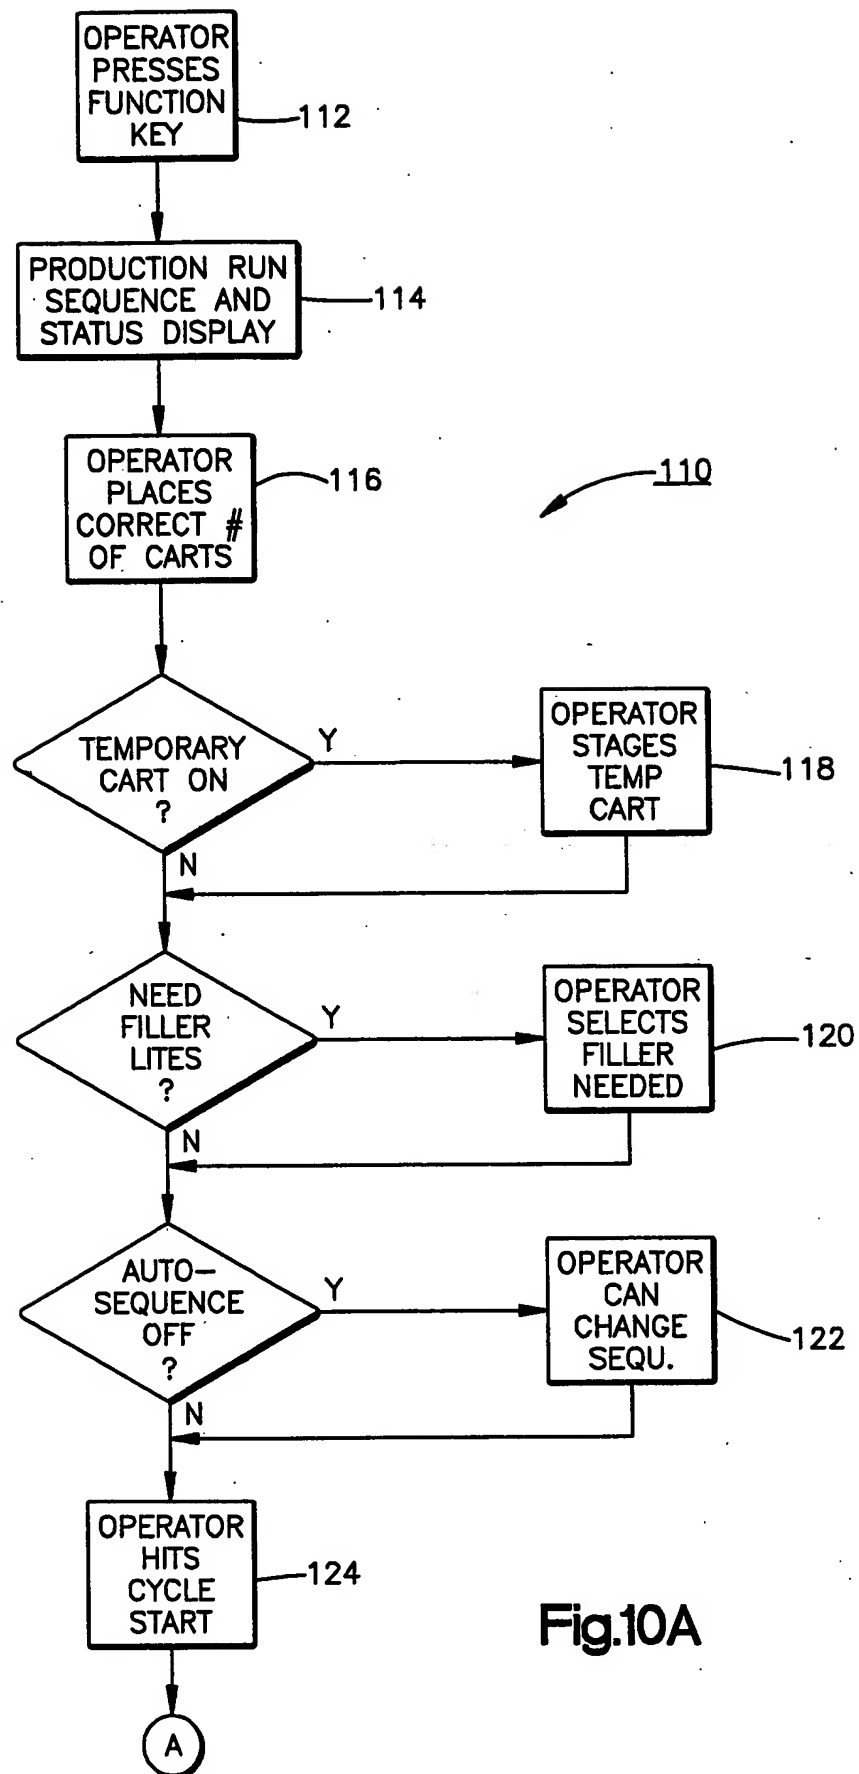 OPERATOR
PRESSES
FUNCTION
KEY
112
PRODUCTION RUN
SEQUENCE AND
STATUS DISPLAY
114
OPERATOR
PLACES
CORRECT #
OF CARTS
116
110
TEMPORARY
CART ON
?
Y
N
OPERATOR
STAGES
TEMP
CART
118
NEED
FILLER
LITES
?
Y
N
OPERATOR
SELECTS
FILLER
NEEDED
120
AUTO-
SEQUENCE
OFF
?
Y
N
OPERATOR
CAN
CHANGE
SEQU.
122
OPERATOR
HITS
CYCLE
START
124
A
Fig.10A